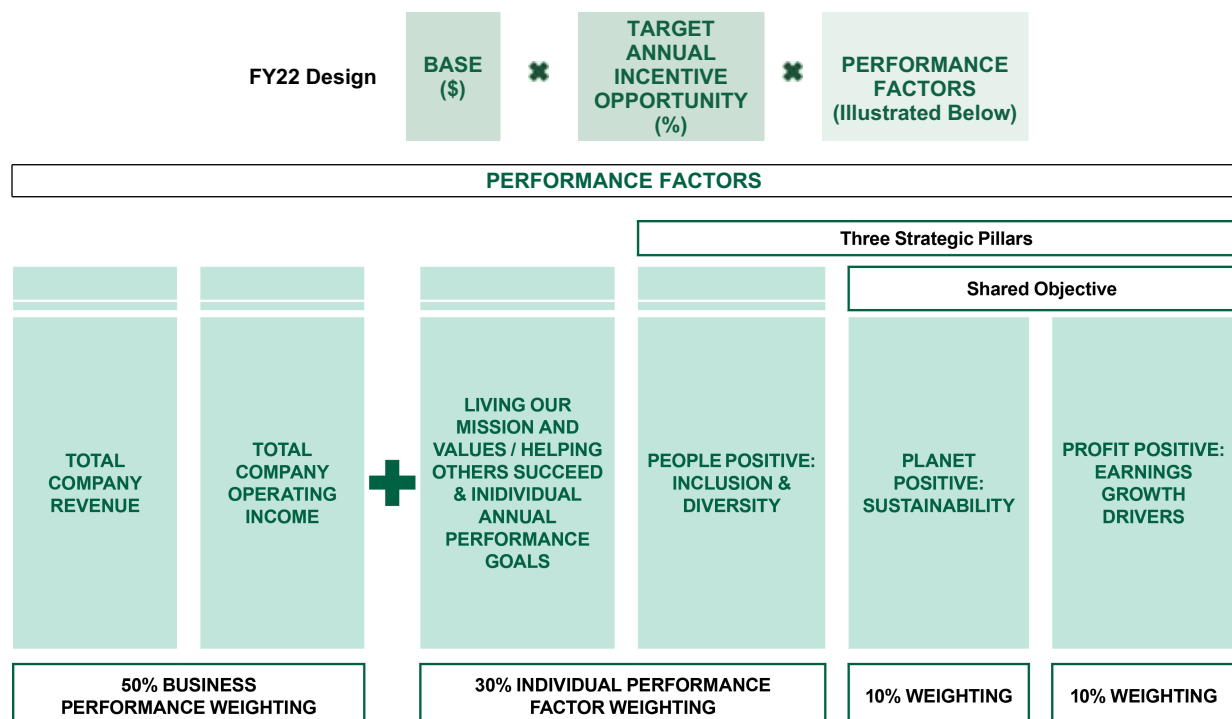 FY22 Design
BASE
($)
✖
TARGET
ANNUAL
INCENTIVE
OPPORTUNITY
(%)
✖
PERFORMANCE
FACTORS
(Illustrated Below)
PERFORMANCE FACTORS
Three Strategic Pillars
Shared Objective
TOTAL
COMPANY
REVENUE
TOTAL
COMPANY
OPERATING
INCOME
+
LIVING OUR
MISSION AND
VALUES / HELPING
OTHERS SUCCEED
& INIDIVIDUAL
ANNUAL
PERFORMANCE
GOALS
PEOPLE POSITIVE:
INCLUSION &
DIVERSITY
PLANET
POSITIVE:
SUSTAINABILITY
PROFIT POSITIVE:
EARNINGS
GROWTH
DRIVERS
50% BUSINESS
PERFORMANCE WEIGHTING
30% INDIVIDUAL PERFORMANCE
FACTOR WEIGHTING
10% WEIGHTING
10% WEIGHTING